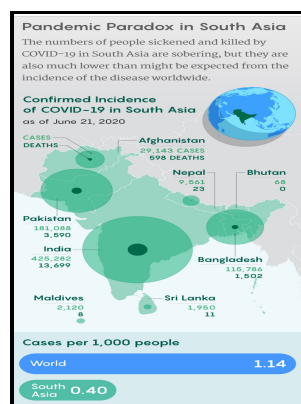 Pandemic Paradox in South Asia
The numbers of people sickened and killed by
COVID-19 in South Asia are sobering, but they are
also much lower than might be expected from the
incidence of the disease worldwide.
Confirmed Incidence
of COVID-19 in South Asia
as of June 21, 2020
CASES
DEATHS
Afghanistan
29,143 CASES
598 DEATHS
Nepal
9,561
23
Bhutan
68
0
Pakistan
181,088
3,590
India
425,282
13,699
Bangladesh
115,786
1,502
Maldives
2,120
8
Sri Lanka
1,950
11
Cases per 1,000 people
World 1.14
South
Asia 0.40